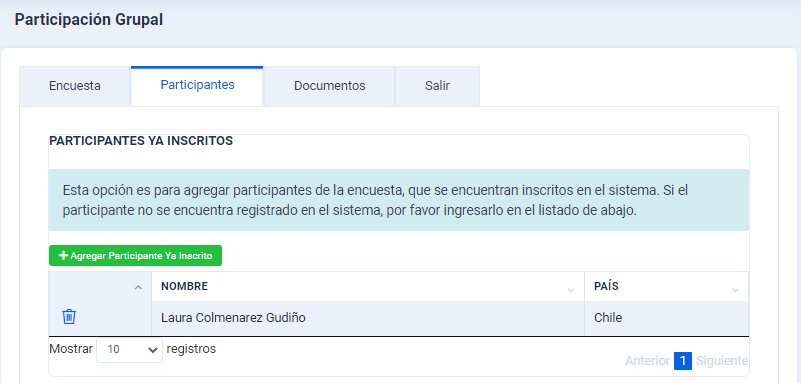 Participación Grupal
Encuesta Participantes Documentos Salir
PARTICIPANTES YA INSCRITOS
Esta opción es para agregar participantes de la encuesta, que se encuentran inscritos en el sistema. Si el
participante no se encuentra registrado en el sistema, por favor ingresarlo en el listado de abajo.
Agregar Participante Ya Inscrito
NOMBRE PAÍS
Laura Colmenarez Gudiño Chile
Mostrar 10 registros
Anterior 1 Siguiente